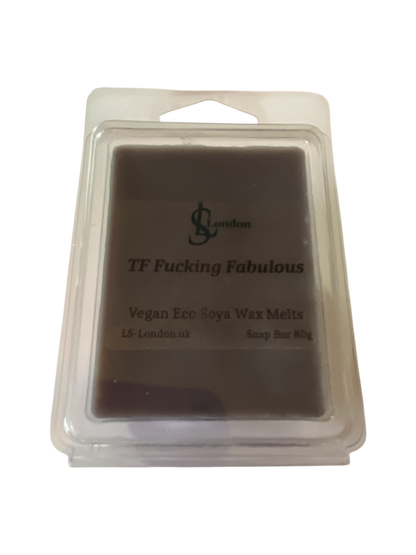 LS London
TF Fucking Fabulous
Vegan Eco Soya Wax Melts
LS-London.uk Snap Bar 80g